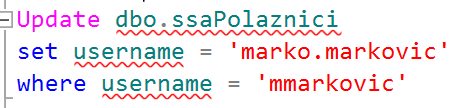 Update dbo.ssaPolaznici
set username = 'marko.markovic'
where username = 'mmarkovic'